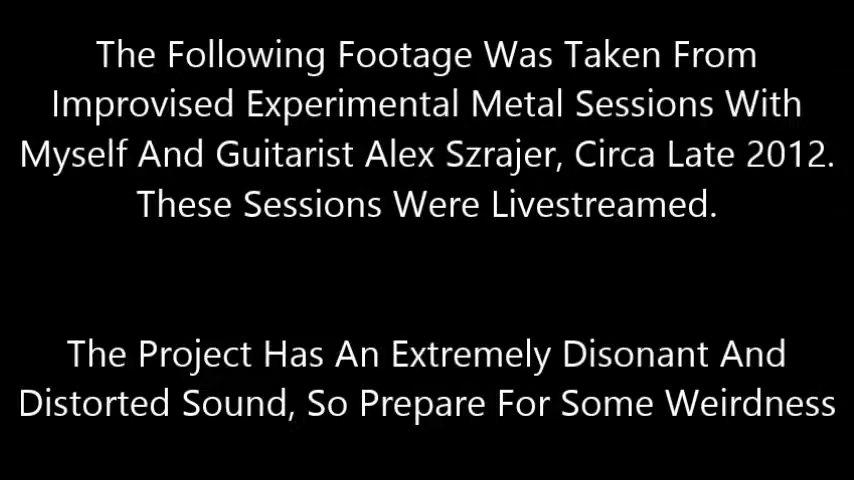 The Following Footage Was Taken From
Improvised Experimental Metal Sessions With
Myself And Guitarist Alex Szrajer, Circa Late 2012.
These Sessions Were Livestreamed.
The Project Has An Extremely Disonant And
Distorted Sound, So Prepare For Some Weirdness